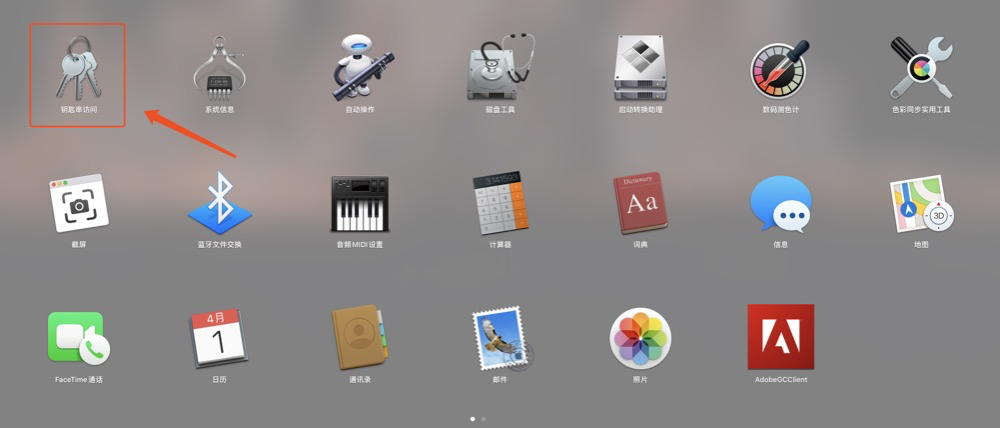 钥匙串访问
系统信息
自动操作
磁盘工具
启动转换助理
数码测色计
色彩同步实用工具
截屏
蓝牙文件交换
音频 MIDI 设置
3.141593
计算器
Dictionary
Aa
词典
信息
3D
地图
FaceTime 通话
4月
1
日历
通讯录
邮件
照片
AdobeGCClient